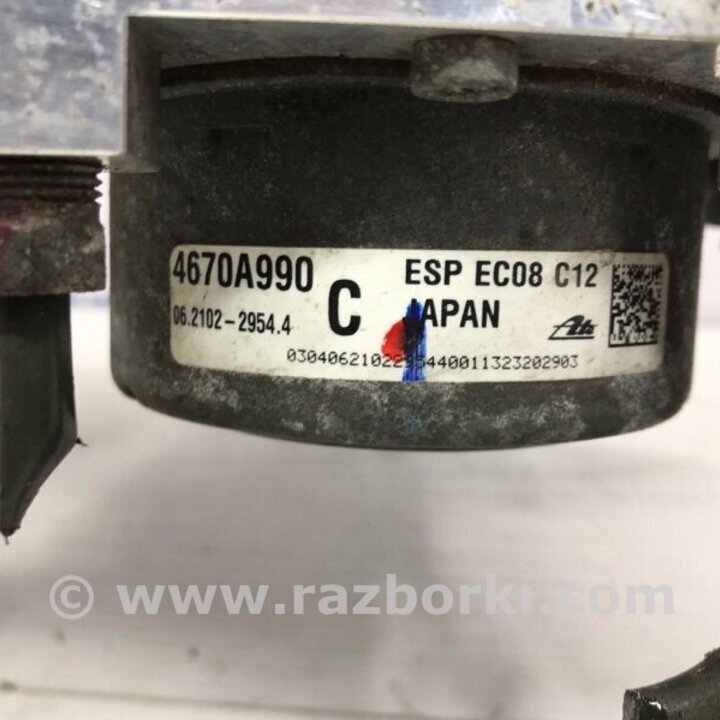 4670A990
C
ESP EC08 C12
06.2102-2954.4
JAPAN
Ate
© www.razborki.com